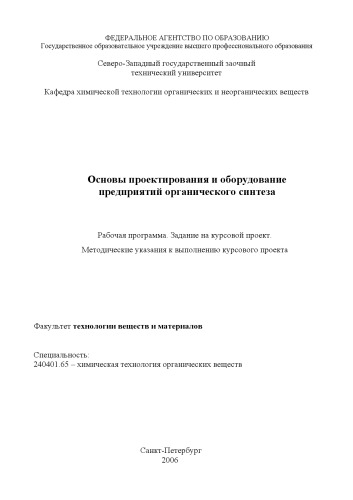 ФЕДЕРАЛЬНОЕ АГЕНТСТВО ПО ОБРАЗОВАНИЮ
Государственное образовательное учреждение высшего профессионального образования
Северо-Западный государственный заочный
технический университет
Кафедра химической технологии органических и неорганических веществ
Основы проектирования и оборудование
предприятий органического синтеза
Рабочая программа. Задание на курсовой проект.
Методические указания к выполнению курсового проекта
Факультет технологии веществ и материалов
Специальность:
240401.65 – химическая технология органических веществ
Санкт-Петербург
2006